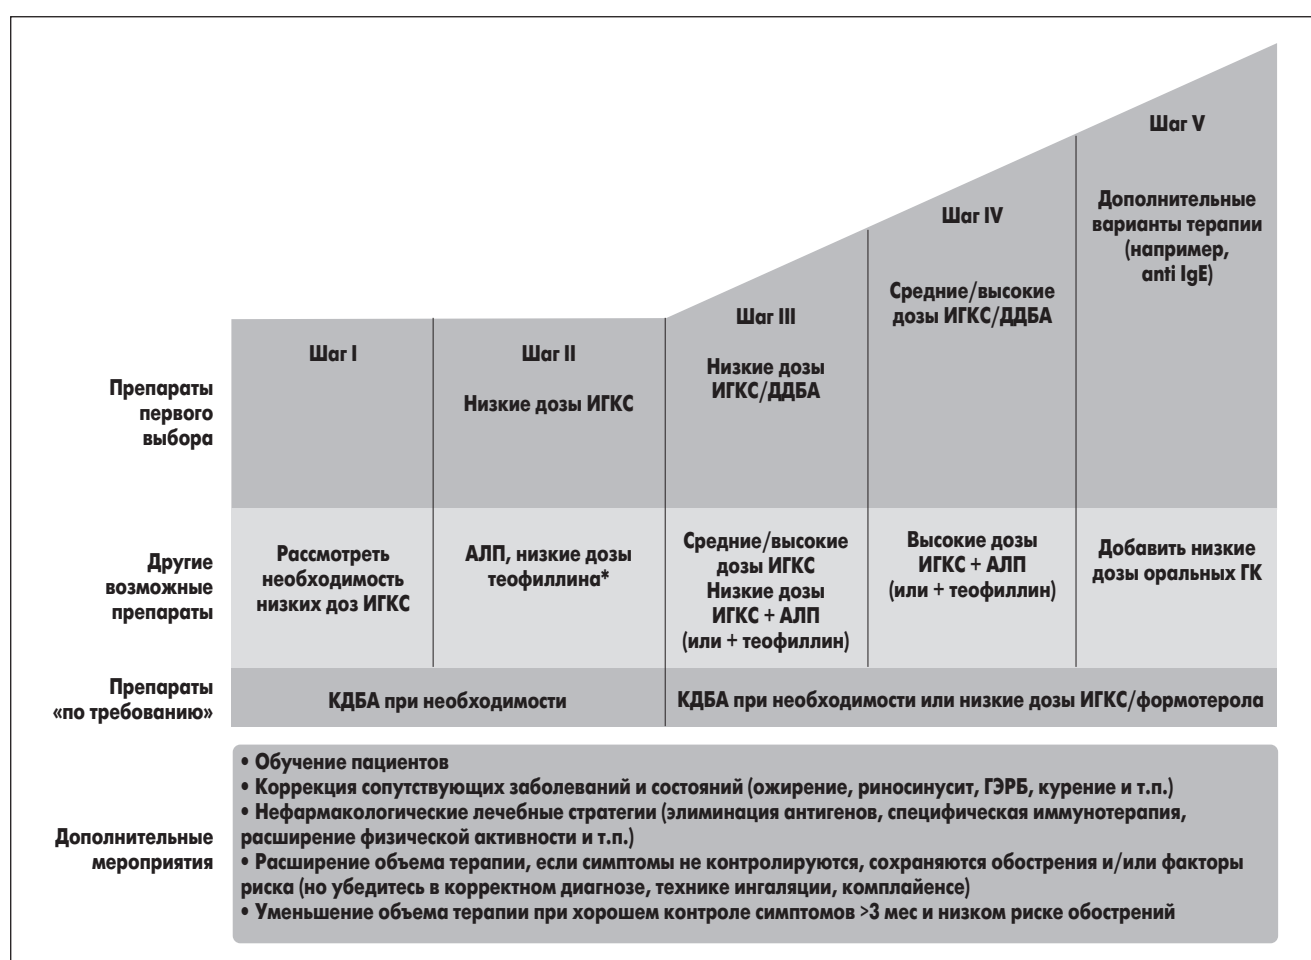 Шаг V
Дополнительные
варианты терапии
(например,
anti IgE)
Шаг IV
Средние/высокие
дозы ИГКС/ДДБА
Шаг III
Низкие дозы
ИГКС/ДДБА
Шаг I
Шаг II
Низкие дозы ИГКС
Препараты
первого
выбора
Другие
возможные
препараты
Рассмотреть
необходимость
низких доз ИГКС
АЛП, низкие дозы
теофиллина*
Средние/высокие
дозы ИГКС
Низкие дозы
ИГКС + АЛП
(или + теофиллин)
Высокие дозы
ИГКС + АЛП
(или + теофиллин)
Добавить низкие
дозы оральных ГК
Препараты
«по требованию»
КДБА при необходимости
КДБА при необходимости или низкие дозы ИГКС/формотерола
Дополнительные
мероприятия
• Обучение пациентов
• Коррекция сопутствующих заболеваний и состояний (ожирение, риносинусит, ГЭРБ, курение и т.п.)
• Нефармакологические лечебные стратегии (элиминация антигенов, специфическая иммунотерапия,
расширение физической активности и т.п.)
• Расширение объема терапии, если симптомы не контролируются, сохраняются обострения и/или факторы
риска (но убедитесь в корректном диагнозе, технике ингаляции, комплайенсе)
• Уменьшение объема терапии при хорошем контроле симптомов >3 мес и низком риске обострений